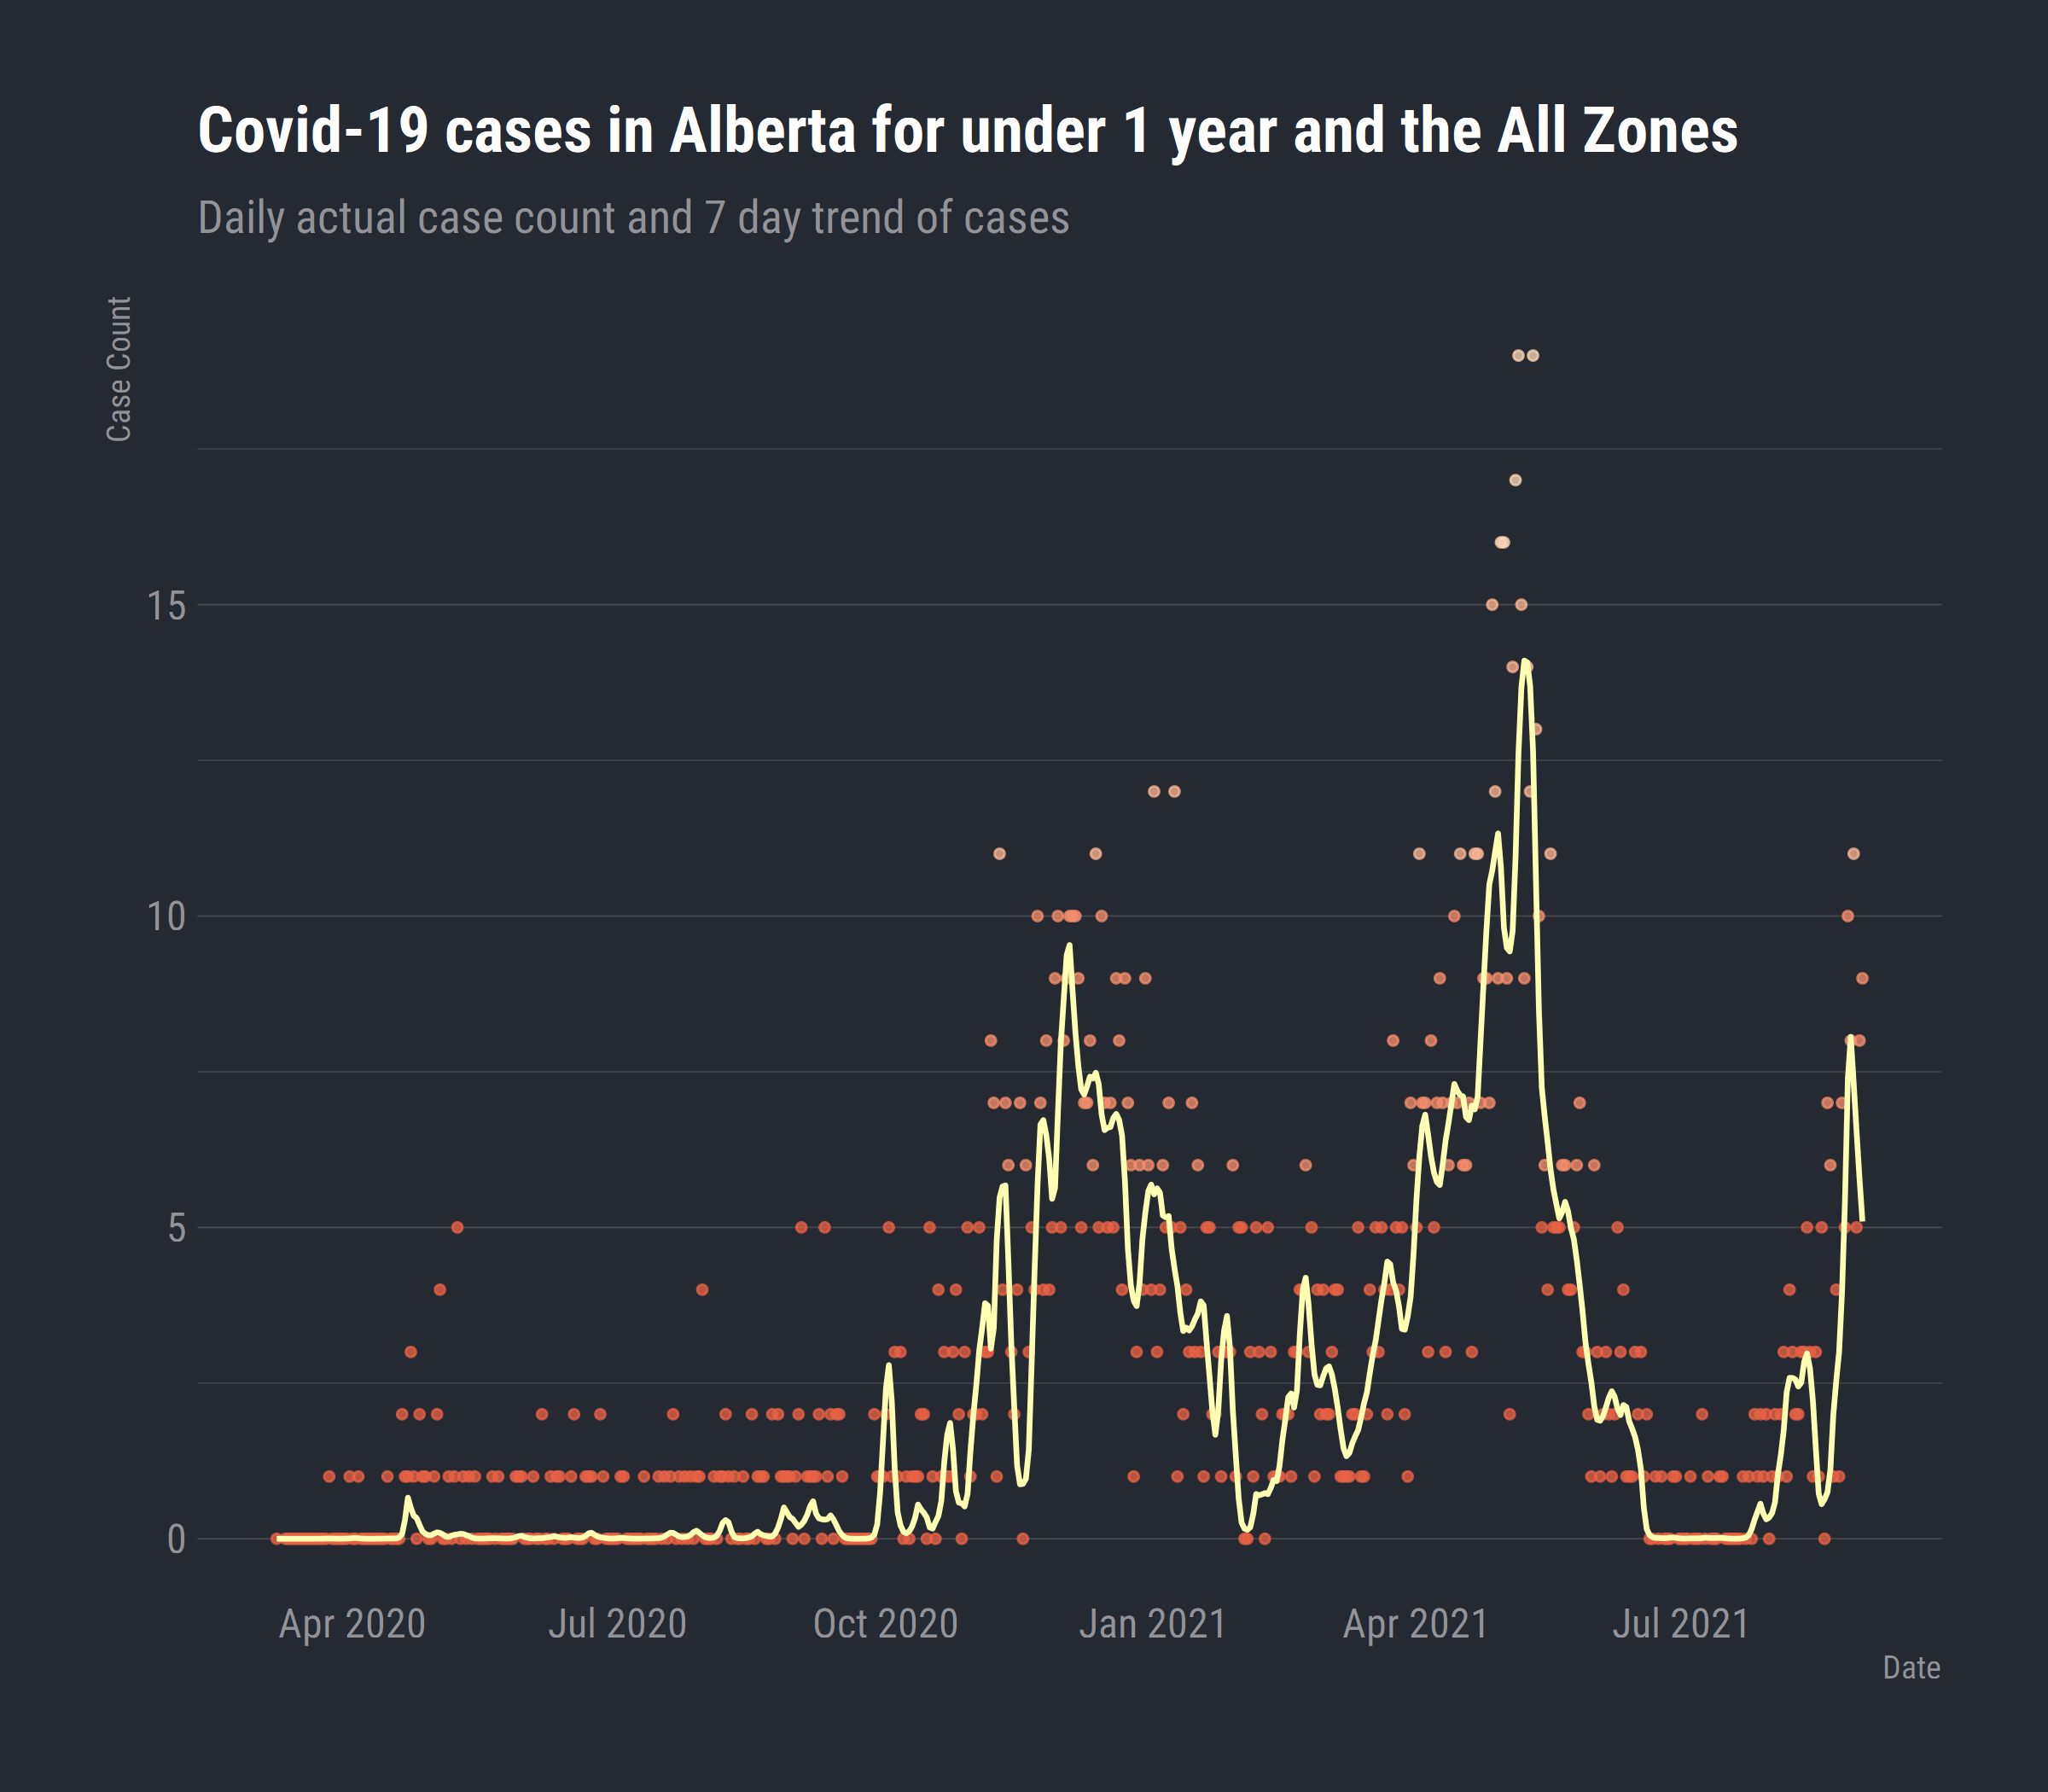 Covid-19 cases in Alberta for under 1 year and the All Zones
Daily actual case count and 7 day trend of cases
Case Count
15
10
5
0
Apr 2020 Jul 2020 Oct 2020 Jan 2021 Apr 2021 Jul 2021
Date